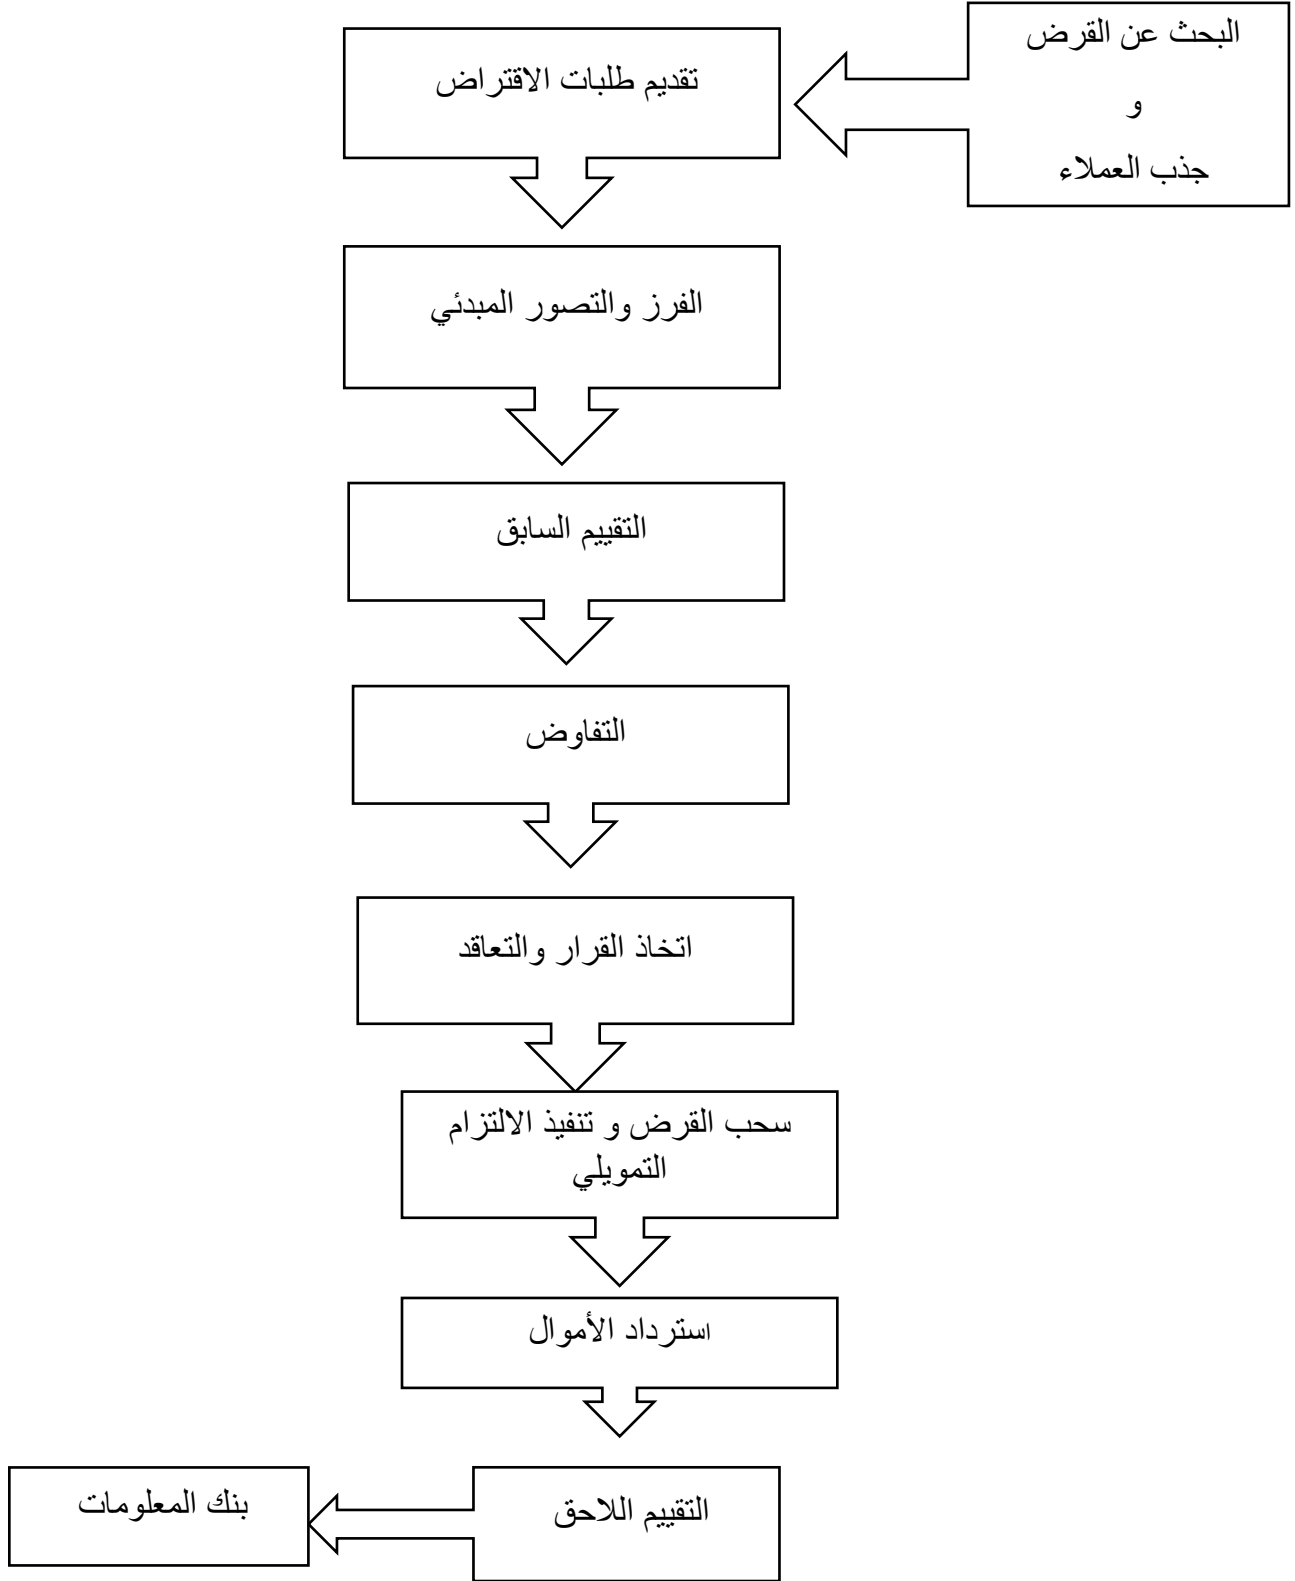 البحث عن القرض
و
جذب العملاء
تقديم طلبات الاقتراض
الفرز والتصور المبدئي
التقييم السابق
التفاوض
اتخاذ القرار والتعاقد
سحب القرض و تنفيذ الالتزام
التمويلي
استرداد الأموال
التقييم اللاحق
بنك المعلومات